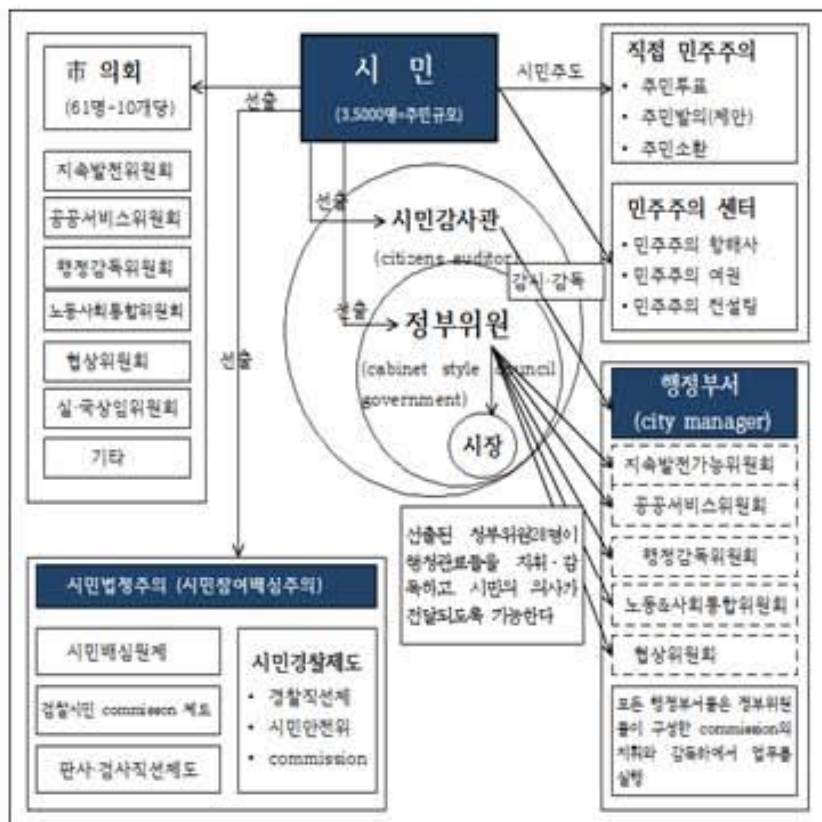 市 의회
(61명-10개당)
지속발전위원회
공공서비스위원회
행정감독위원회
노동사회통합위원회
협상위원회
실·국상임위원회
기타
선출
시 민
(3,5000명=주민규모)
시민주도
직접 민주주의
• 주민투표
• 주민발의(제안)
• 주민소환
민주주의 센터
• 민주주의 항해사
• 민주주의 여권
• 민주주의 컨설팅
선출
시민감사관
(citizens auditor)
감시·감독
선출
정부위원
(cabinet style council
government)
시장
선출
행정부서
(city manager)
지속발전가능위원회
공공서비스위원회
행정감독위원회
노동&사회통합위원회
협상위원회
모든 행정부서들은 정부위원
들이 구성한 commission의
지휘와 감독하에서 업무를
실행
선출된 정부위원28명이
행정관료들을 지휘·감
독하고, 시민의 의사가
전달되도록 가능한다
시민법정주의 (시민참여배심주의)
시민배심원제
검찰시민 commisson 제도
판사·검사직선제도
시민경찰제도
• 경찰직선제
• 시민안전위
• commission